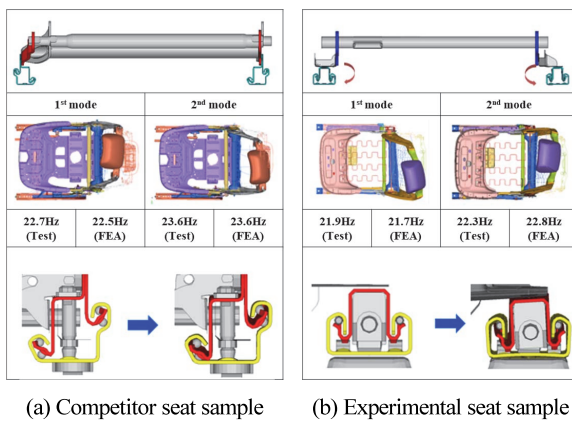 (a)
(b)
1st mode
2nd mode
1st mode
2nd mode
22.7Hz
(Test)
22.5Hz
(FEA)
23.6Hz
(Test)
23.6Hz
(FEA)
21.9Hz
(Test)
21.7Hz
(FEA)
22.3Hz
(Test)
22.8Hz
(FEA)
(a) Competitor seat sample
(b) Experimental seat sample